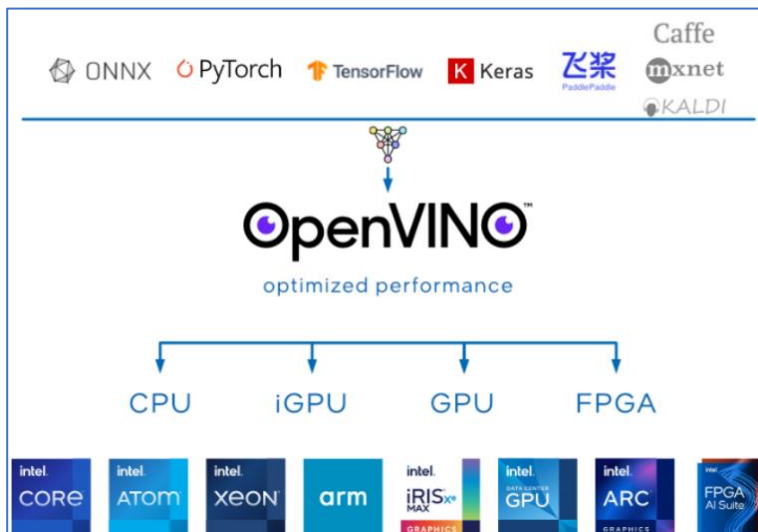 ONNX PyTorch TensorFlow K Keras 飞桨 Caffe
PaddlePaddle
mxnet
KALDI
OpenVINO™
optimized performance
CPU iGPU GPU FPGA
intel. CORE
intel. ATOM
intel. XEON
arm
intel. iRIS Xe MAX GRAPHICS
intel. DATA CENTER GPU
intel. ARC GRAPHICS
intel. FPGA AI Suite